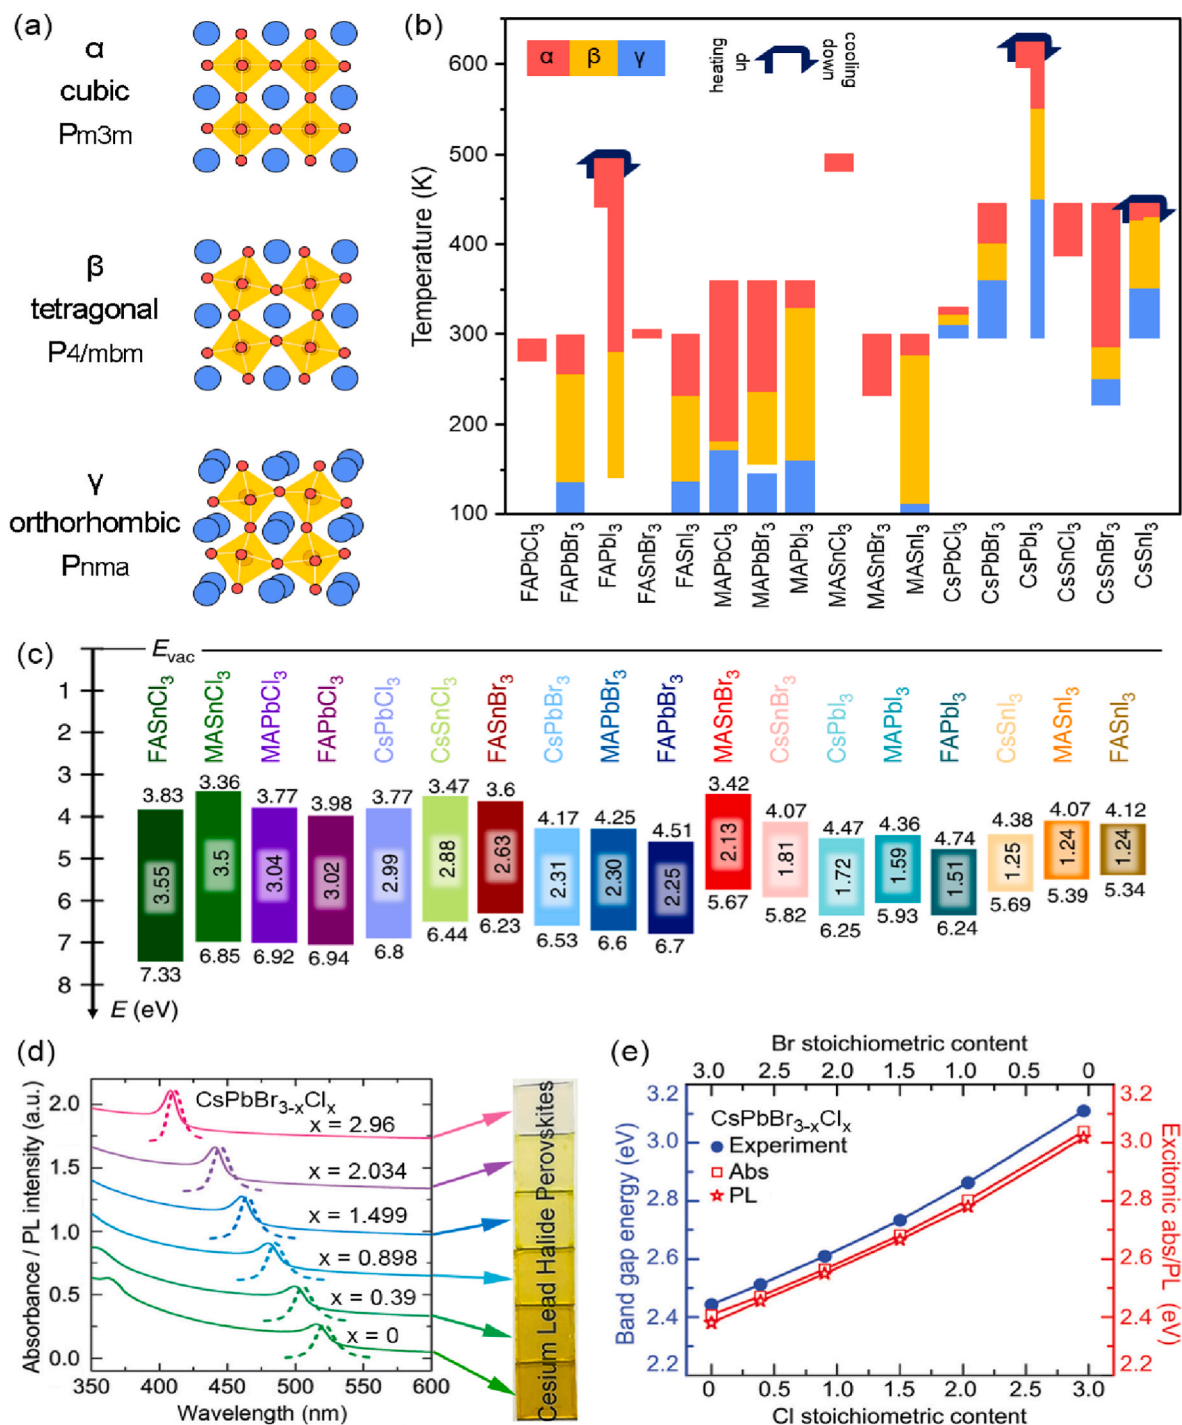 (a)
α
cubic
Pm3m
β
tetragonal
P4/mbm
γ
orthorhombic
Pnma
(b)
Temperature (K)
600
500
400
300
200
100
α β γ
heating up
cooling down
FAPbCl3
FAPbBr3
FAPbI3
FASnBr3
FASnI3
MAPbCl3
MAPbBr3
MAPbI3
MASnCl3
MASnBr3
MASnI3
CsPbCl3
CsPbBr3
CsPbI3
CsSnCl3
CsSnBr3
CsSnI3
(c)
Evac
1
2
3
4
5
6
7
8
E (eV)
FASnCl3
3.83
3.55
7.33
MASnCl3
3.36
3.5
6.85
MAPbCl3
3.77
3.04
6.92
FAPbCl3
3.98
3.02
6.94
CsPbCl3
3.77
2.99
6.8
CsSnCl3
3.47
2.88
6.44
FASnBr3
3.6
2.63
6.23
CsPbBr3
4.17
2.31
6.53
MAPbBr3
4.25
2.30
6.6
FAPbBr3
4.51
2.25
6.7
MASnBr3
3.42
2.13
5.67
CsSnBr3
4.07
1.81
5.82
CsPbI3
4.47
1.72
6.25
MAPbI3
4.36
1.59
5.93
FAPbI3
4.74
1.51
6.24
CsSnI3
4.38
1.25
5.69
MASnI3
4.07
1.24
5.39
FASnI3
4.12
1.24
5.34
(d)
Absorbance / PL intensity (a.u.)
2.0
1.5
1.0
0.5
0.0
CsPbBr3-xClx
x = 2.96
x = 2.034
x = 1.499
x = 0.898
x = 0.39
x = 0
350 400 450 500 550 600
Wavelength (nm)
Cesium Lead Halide Perovskites
(e)
Br stoichiometric content
3.0 2.5 2.0 1.5 1.0 0
Band gap energy (eV)
3.2
3.0
2.8
2.6
2.4
2.2
CsPbBr3-xClx
Experiment
Abs
PL
3.2
3.0
2.8
2.6
2.4
2.2
Excitonic abs/PL (eV)
0 0.5 1.0 1.5 2.0 2.5 3.0
Cl stoichiometric content